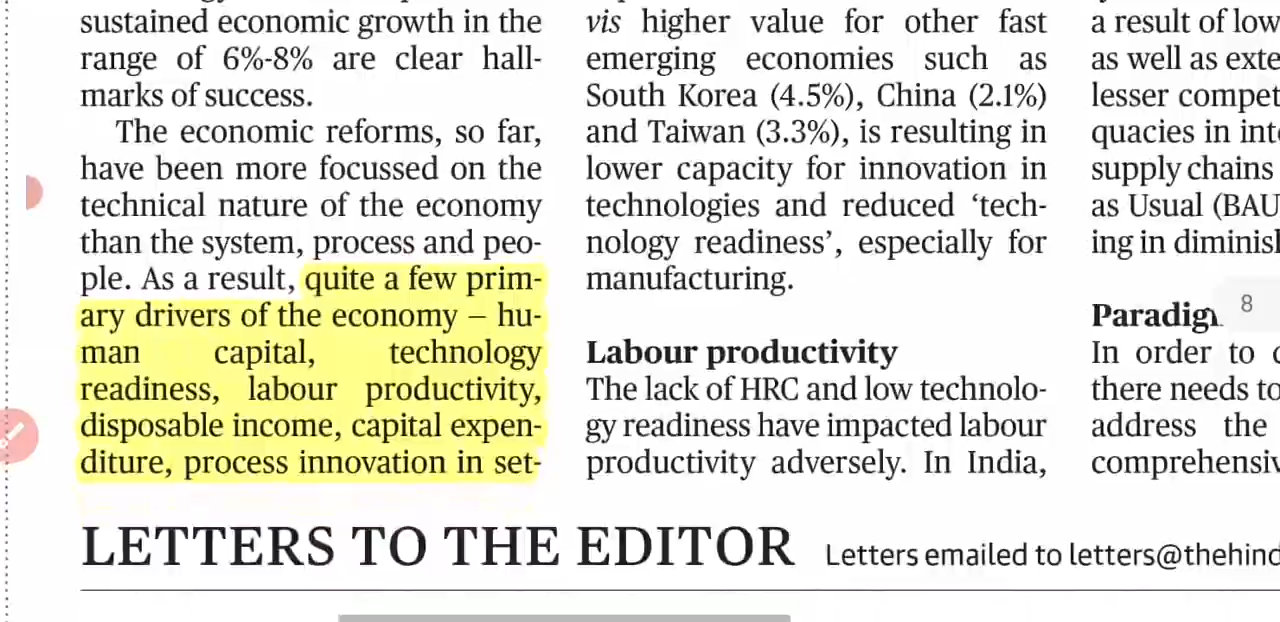 sustained economic growth in the
range of 6%-8% are clear hall-
marks of success.
The economic reforms, so far,
have been more focussed on the
technical nature of the economy
than the system, process and peo-
ple. As a result, quite a few prim-
ary drivers of the economy – hu-
man capital, technology
readiness, labour productivity,
disposable income, capital expen-
diture, process innovation in set-
vis higher value for other fast
emerging economies such as
South Korea (4.5%), China (2.1%)
and Taiwan (3.3%), is resulting in
lower capacity for innovation in
technologies and reduced ‘tech-
nology readiness’, especially for
manufacturing.
Labour productivity
The lack of HRC and low technolo-
gy readiness have impacted labour
productivity adversely. In India,
a result of low
as well as exte
lesser compet
quacies in int
supply chains
as Usual (BAU
ing in diminish
Paradig
In order to
there needs to
address the
comprehensiv
8
LETTERS TO THE EDITOR Letters emailed to letters@thehind